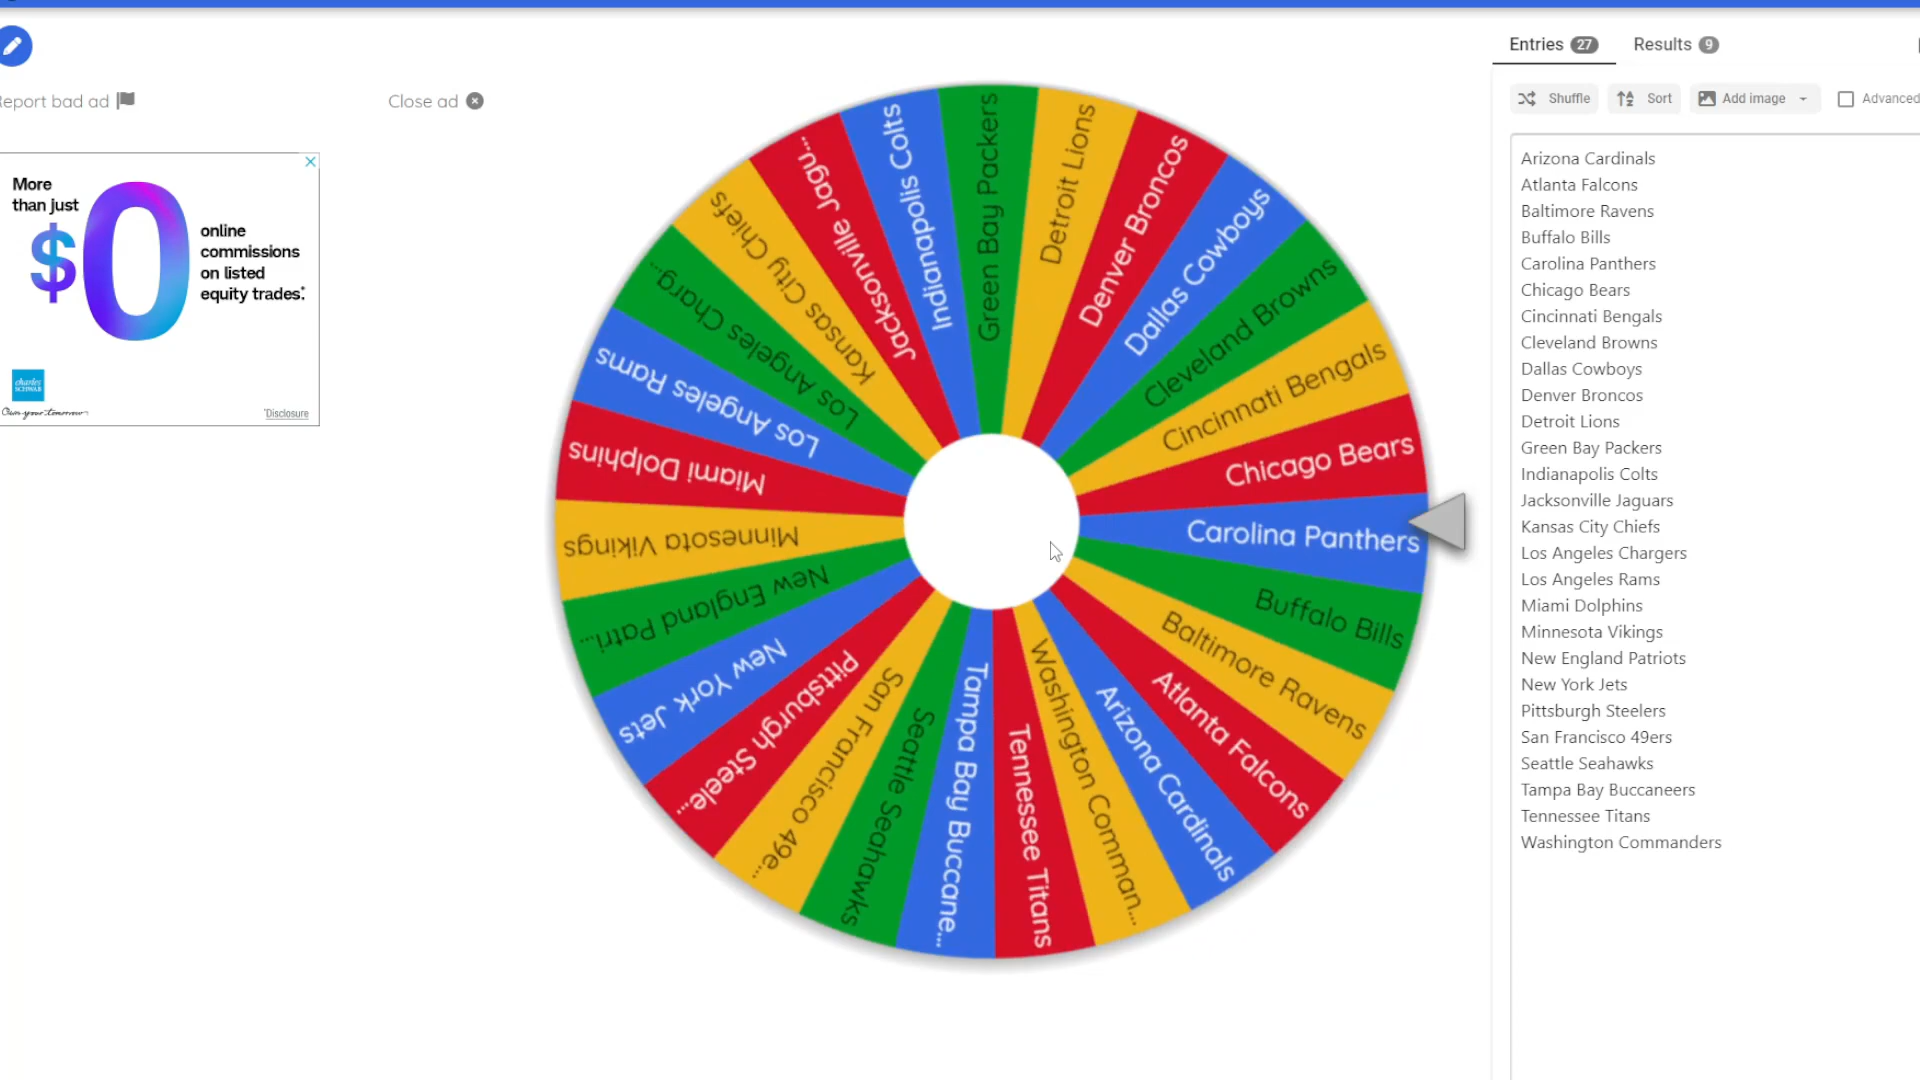 Entries 27 Results 9
Report bad ad
Close ad
Shuffle Sort Add image Advanced
More
than just
$0
online
commissions
on listed
equity trades.*
charles
SCHWAB
Own your tomorrow
*Disclosure
Green Bay Packers
Detroit Lions
Denver Broncos
Dallas Cowboys
Cleveland Browns
Cincinnati Bengals
Chicago Bears
Carolina Panthers
Buffalo Bills
Baltimore Ravens
Atlanta Falcons
Arizona Cardinals
Washington Comman...
Tennessee Titans
Tampa Bay Buccane...
Seattle Seahawks
San Francisco 49e...
Pittsburgh Steele...
New York Jets
New England Patri...
Minnesota Vikings
Miami Dolphins
Los Angeles Rams
Los Angeles Charg...
Kansas City Chiefs
Jacksonville Jagu...
Indianapolis Colts
Arizona Cardinals
Atlanta Falcons
Baltimore Ravens
Buffalo Bills
Carolina Panthers
Chicago Bears
Cincinnati Bengals
Cleveland Browns
Dallas Cowboys
Denver Broncos
Detroit Lions
Green Bay Packers
Indianapolis Colts
Jacksonville Jaguars
Kansas City Chiefs
Los Angeles Chargers
Los Angeles Rams
Miami Dolphins
Minnesota Vikings
New England Patriots
New York Jets
Pittsburgh Steelers
San Francisco 49ers
Seattle Seahawks
Tampa Bay Buccaneers
Tennessee Titans
Washington Commanders